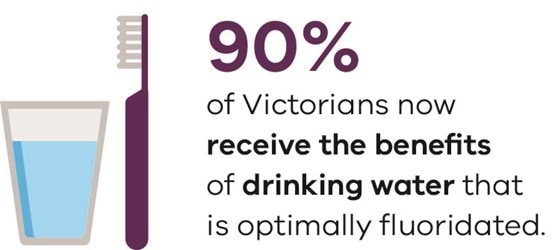 90%
of Victorians now
receive the benefits
of drinking water that
is optimally fluoridated.